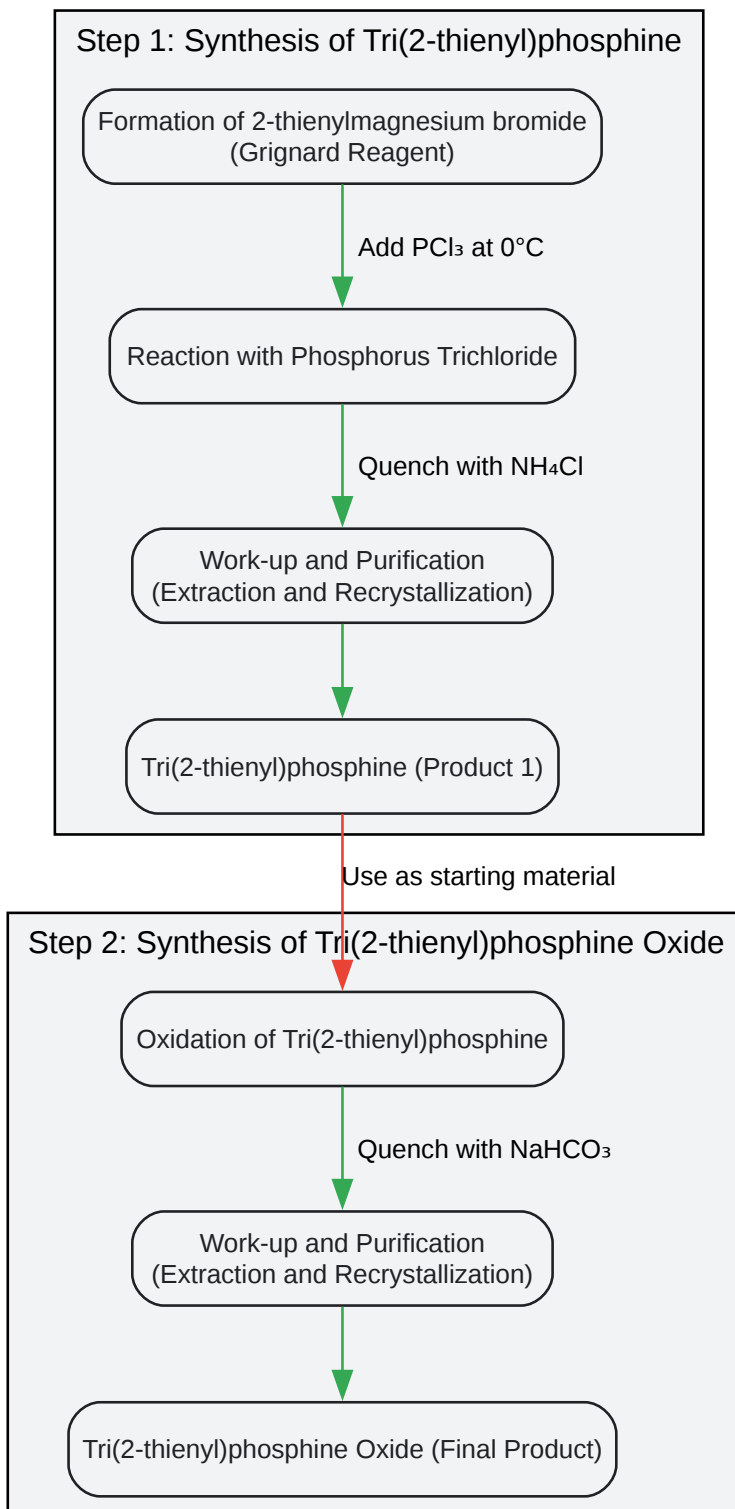 Step 1: Synthesis of Tri(2-thienyl)phosphine
Formation of 2-thienylmagnesium bromide
(Grignard Reagent)
Add PCl₃ at 0°C
Reaction with Phosphorus Trichloride
Quench with NH₄Cl
Work-up and Purification
(Extraction and Recrystallization)
Tri(2-thienyl)phosphine (Product 1)
Use as starting material
Step 2: Synthesis of Tri(2-thienyl)phosphine Oxide
Oxidation of Tri(2-thienyl)phosphine
Quench with NaHCO₃
Work-up and Purification
(Extraction and Recrystallization)
Tri(2-thienyl)phosphine Oxide (Final Product)